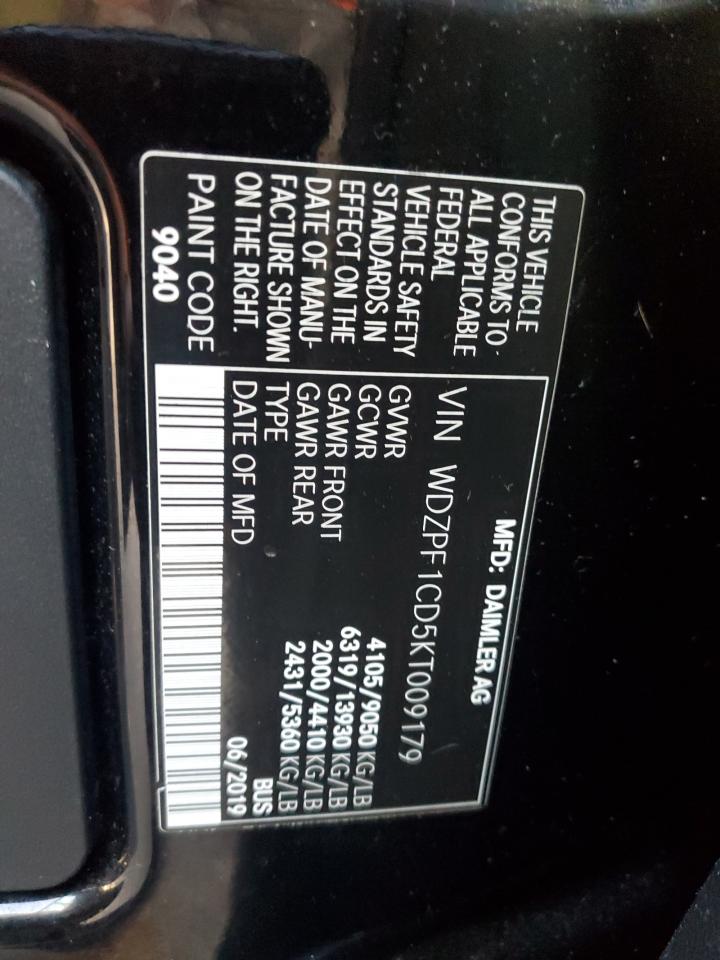 MFD: DAIMLER AG
THIS VEHICLE
CONFORMS TO
ALL APPLICABLE
FEDERAL
VEHICLE SAFETY
STANDARDS IN
EFFECT ON THE
DATE OF MANU-
FACTURE SHOWN
ON THE RIGHT.
PAINT CODE
9040
VIN WDZPF1CD5KT009179
GVWR 4105/9050 KG/LB
GCWR 6319/13930 KG/LB
GAWR FRONT 2000/4410 KG/LB
GAWR REAR 2431/5360 KG/LB
TYPE BUS
DATE OF MFD 06/2019